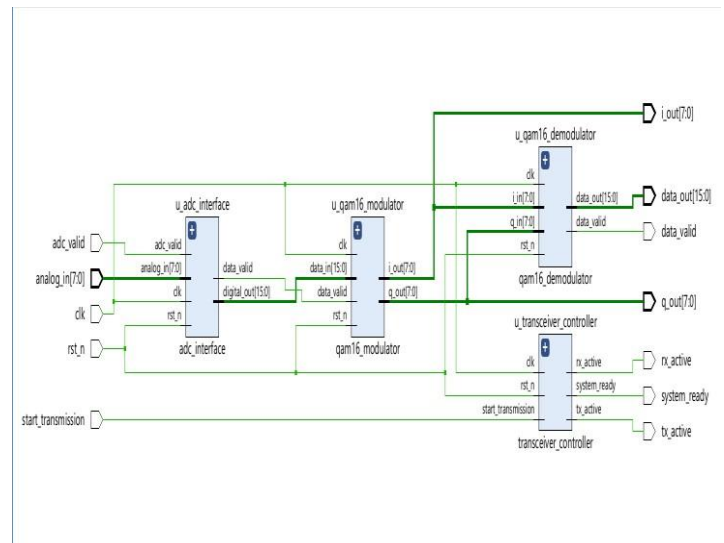 i_out[7:0]
u_qam16_demodulator
clk
i_in[7:0]
q_in[7:0]
rst_n
data_out[15:0]
data_valid
qam16_demodulator
data_out[15:0]
data_valid
u_adc_interface
adc_valid
analog_in[7:0]
clk
rst_n
data_valid
digital_out[15:0]
adc_interface
u_qam16_modulator
clk
data_in[15:0]
data_valid
rst_n
i_out[7:0]
q_out[7:0]
qam16_modulator
adc_valid
analog_in[7:0]
clk
rst_n
start_transmission
q_out[7:0]
u_transceiver_controller
clk
rst_n
start_transmission
rx_active
system_ready
tx_active
transceiver_controller
rx_active
system_ready
tx_active